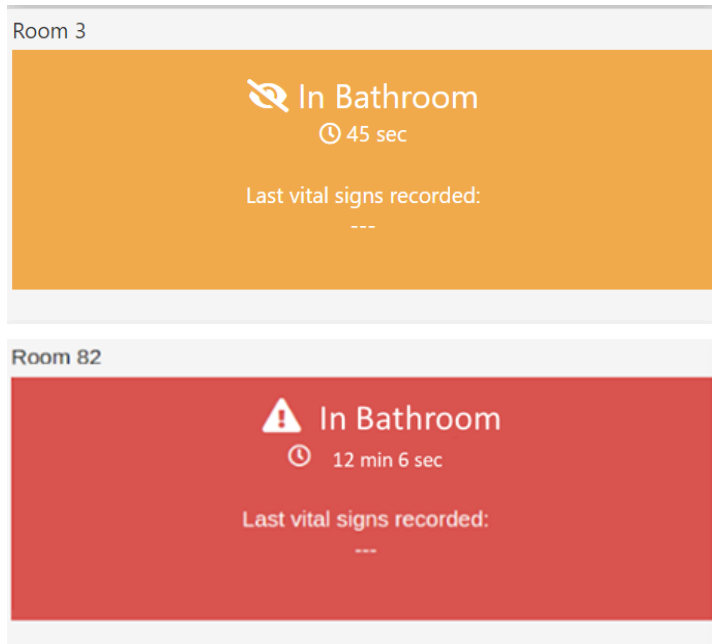 Room 3
In Bathroom
45 sec
Last vital signs recorded:
---
Room 82
In Bathroom
12 min 6 sec
Last vital signs recorded:
---